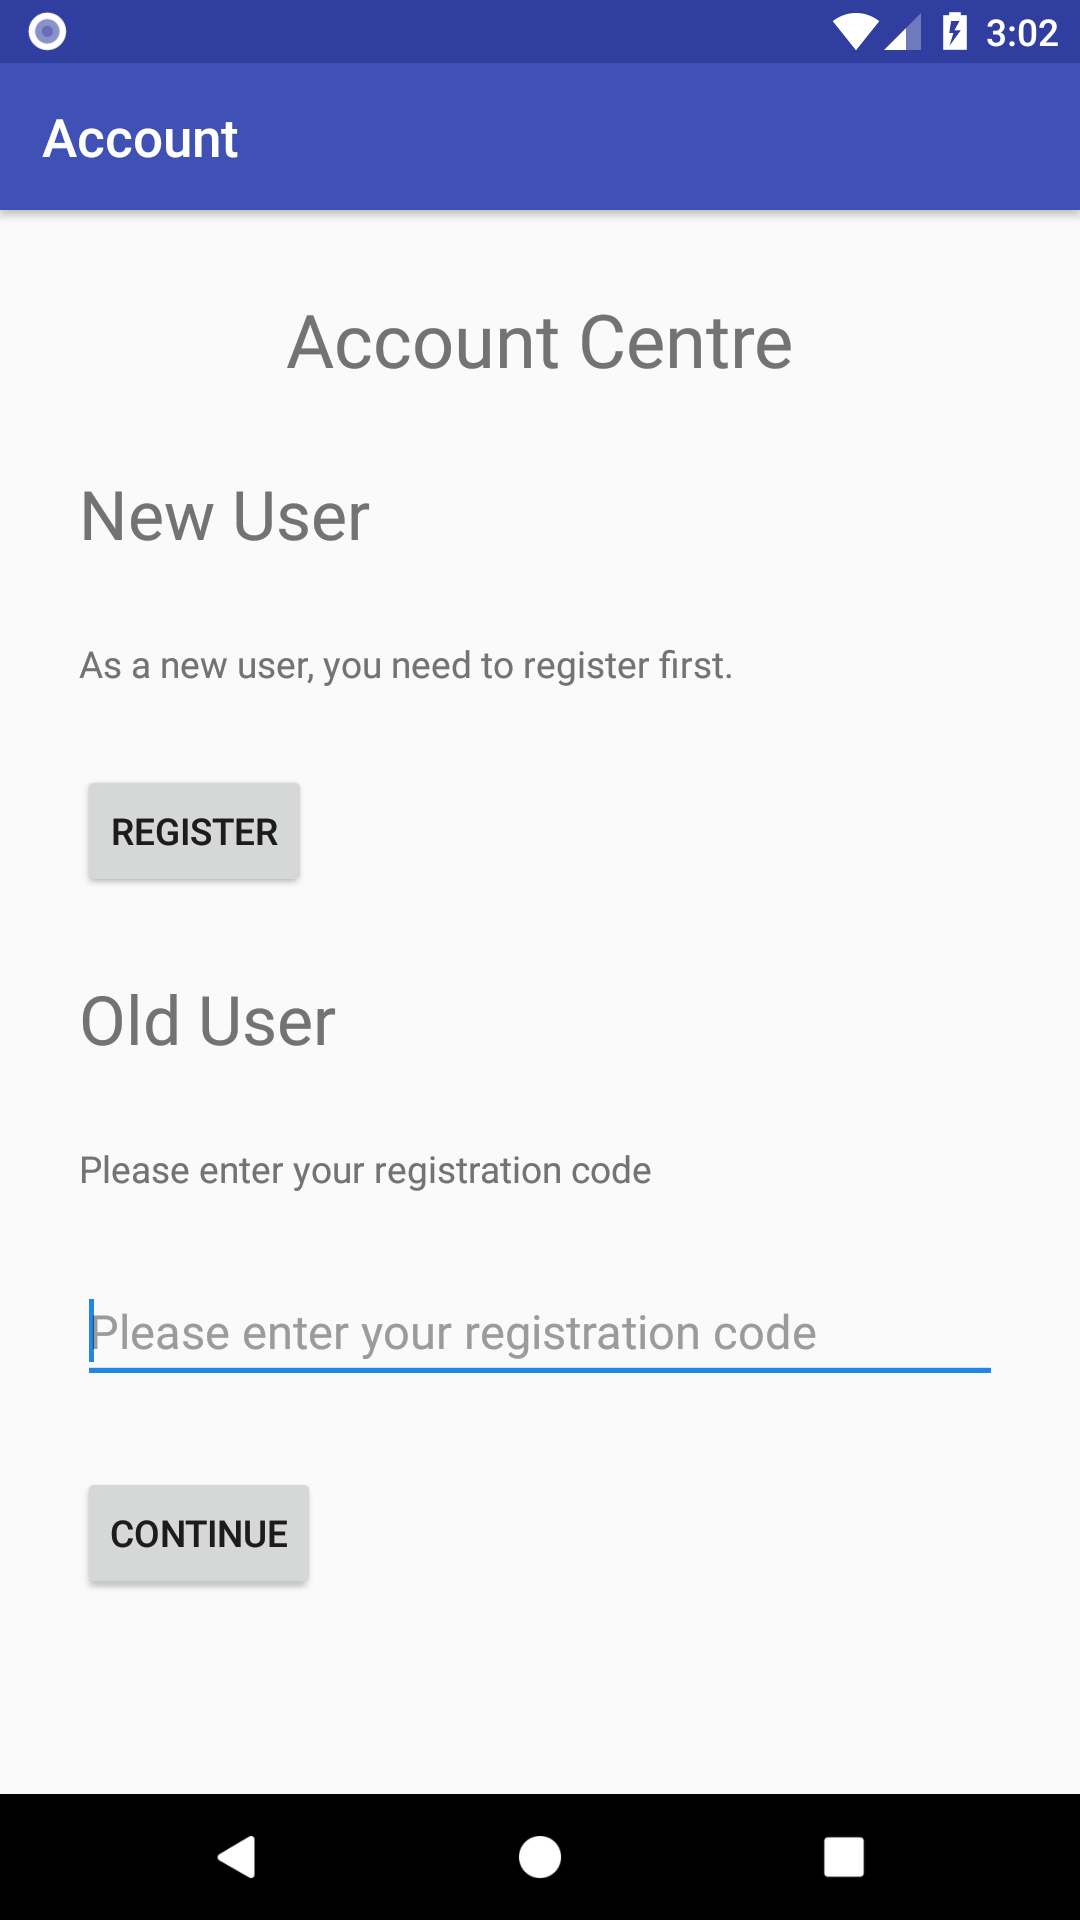 3:02
Account
Account Centre
New User
As a new user, you need to register first.
REGISTER
Old User
Please enter your registration code
Please enter your registration code
CONTINUE